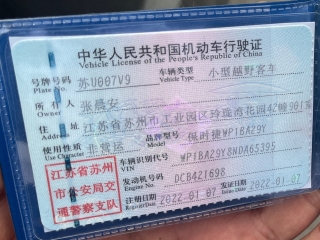 中华人民共和国机动车行驶证
Vehicle License of the People's Republic of China
号牌号码 Plate No. 苏U007V9 车辆类型 Vehicle Type 小型越野客车
所有人 Owner 张晨安
住址 Address 江苏省苏州市工业园区玲珑湾花园42幢901室
使用性质 Use Character 非营运 品牌型号 Model 保时捷WP1BA29Y
江苏省苏州市公安局交通警察支队
车辆识别代号 VIN WP1BA29Y8NDA65395
发动机号码 Engine No. DCB421698
注册日期 Register Date 2022-01-07 发证日期 Issue Date 2022-01-07